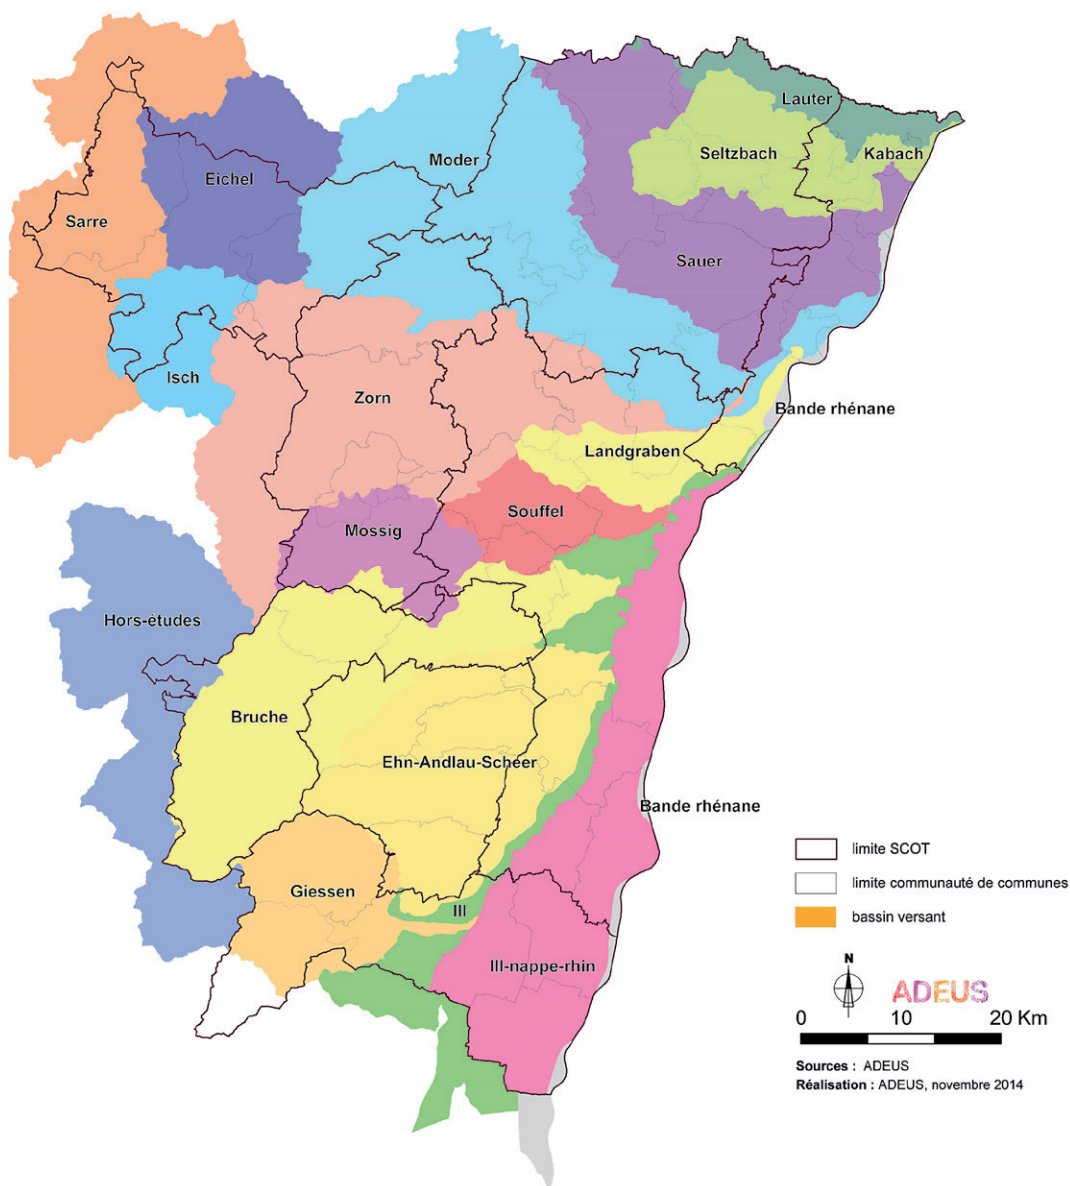 Lauter
Seltzbach
Kabach
Moder
Eichel
Sarre
Sauer
Isch
Zorn
Bande rhénane
Landgraben
Souffel
Mossig
Hors-études
Bruche
Ehn-Andlau-Scheer
Bande rhénane
Giessen
Ill
Ill-nappe-rhin
limite SCOT
limite communauté de communes
bassin versant
N
ADEUS
0 10 20 Km
Sources : ADEUS
Réalisation : ADEUS, novembre 2014